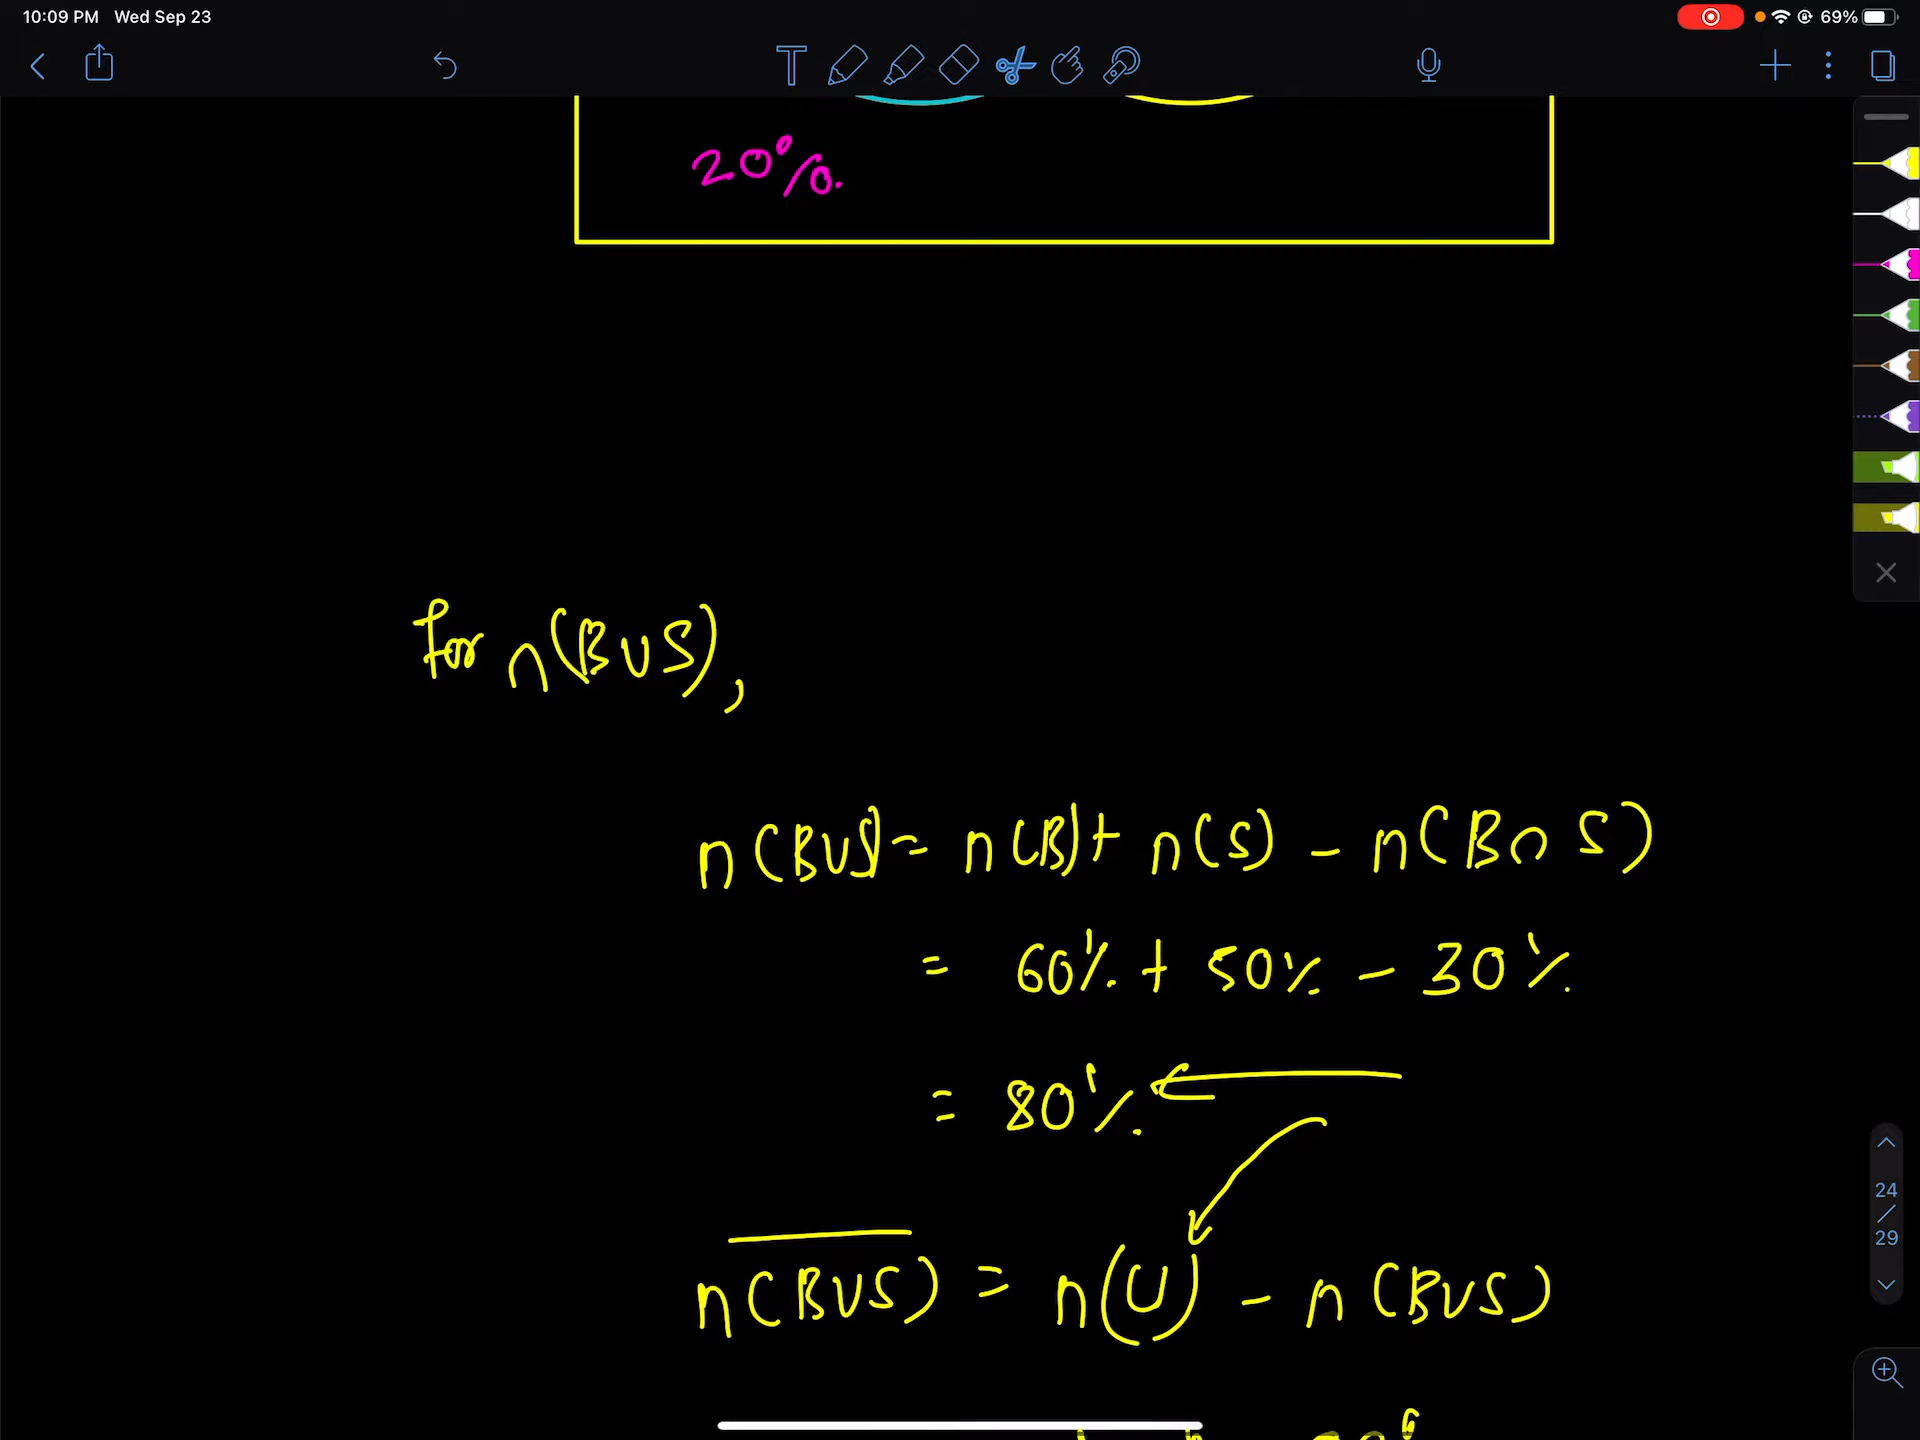 10:09 PM Wed Sep 23
69%
T
20%.
for n(B∪S),
n(B∪S) = n(B) + n(S) - n(B∩S)
= 60% + 50% - 30%.
= 80%.
n(B∪S) = n(U) - n(B∪S)
24
/
29